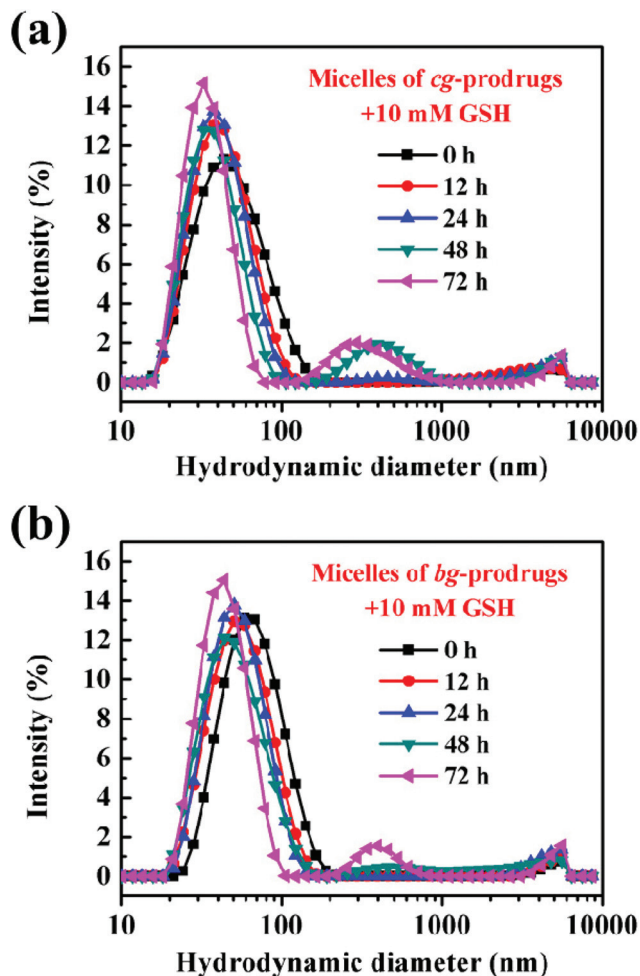 (a)
Micelles of cg-prodrugs
+10 mM GSH
0 h
12 h
24 h
48 h
72 h
Intensity (%)
16
14
12
10
8
6
4
2
0
10 100 1000 10000
Hydrodynamic diameter (nm)
(b)
Micelles of bg-prodrugs
+10 mM GSH
0 h
12 h
24 h
48 h
72 h
Intensity (%)
16
14
12
10
8
6
4
2
0
10 100 1000 10000
Hydrodynamic diameter (nm)